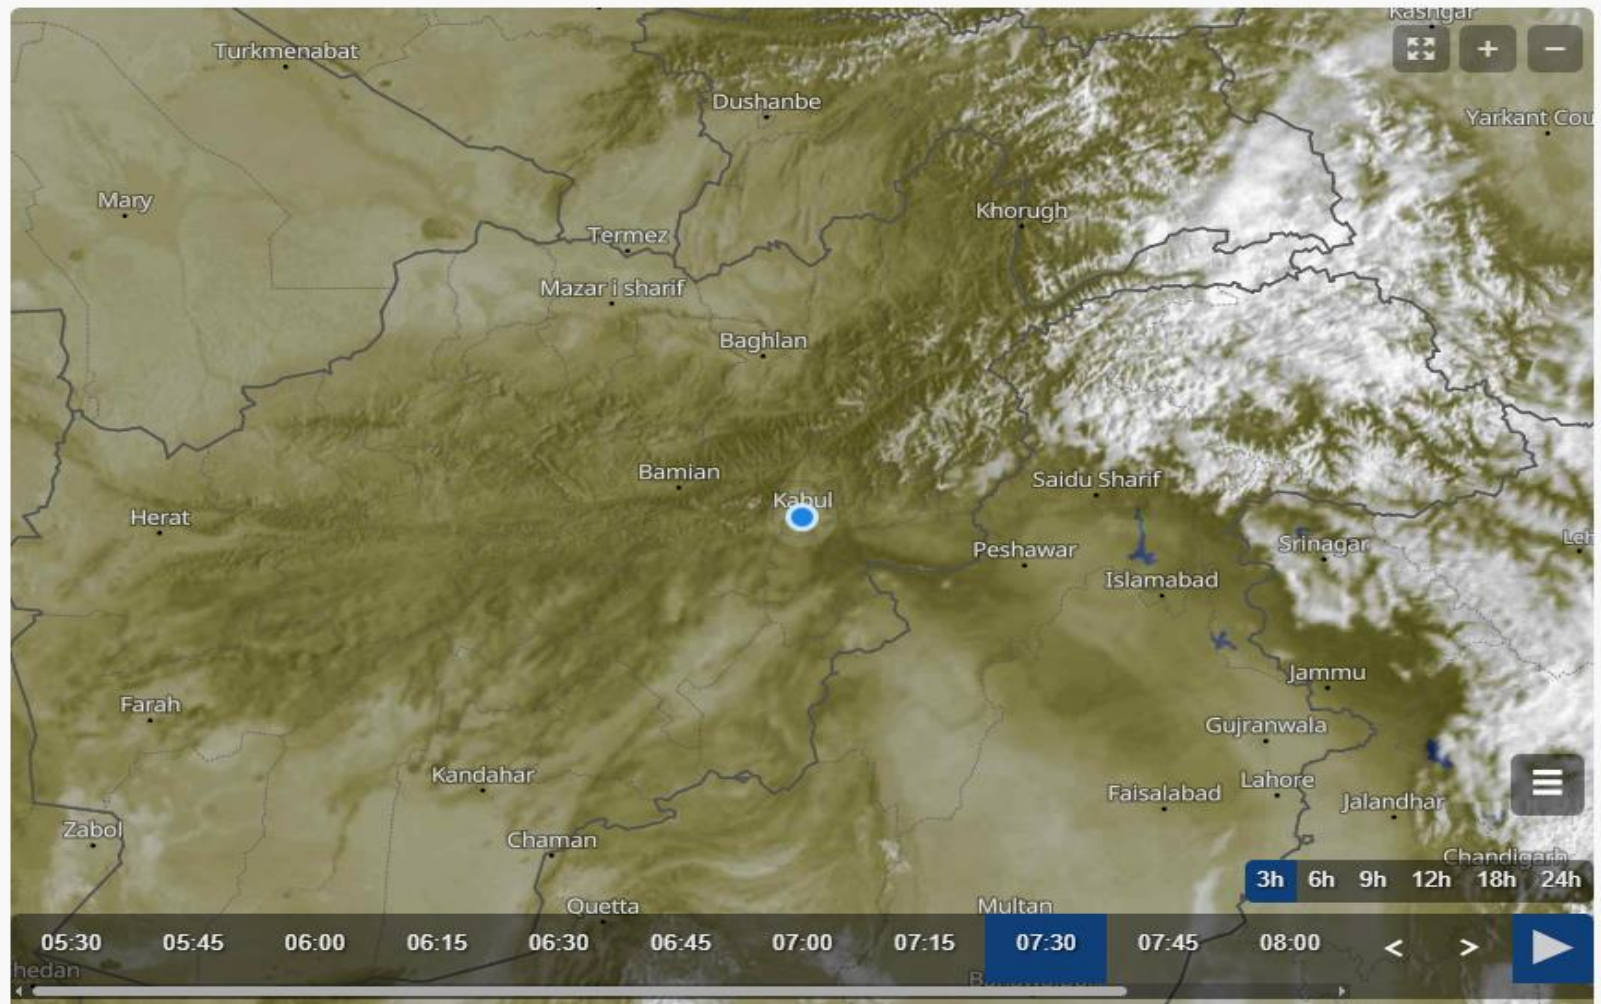 Kashgar
Turkmenabat
+ −
Dushanbe
Yarkant Cou
Mary
Khorugh
Termez
Mazar i sharif
Baghlan
Bamian
Saidu Sharif
Kabul
Herat
Srinagar
Leh
Peshawar
Islamabad
Jammu
Farah
Gujranwala
Kandahar
Lahore
Faisalabad
Jalandhar
Zabol
Chaman
Chandigarh
3h 6h 9h 12h 18h 24h
Quetta
Multan
05:30 05:45 06:00 06:15 06:30 06:45 07:00 07:15 07:30 07:45 08:00 < >
hedan